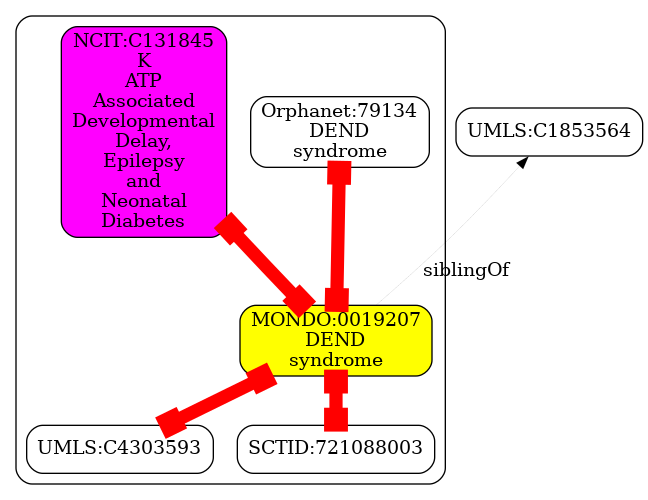 NCIT:C131845
K
ATP
Associated
Developmental
Delay,
Epilepsy
and
Neonatal
Diabetes
Orphanet:79134
DEND
syndrome
UMLS:C1853564
siblingOf
MONDO:0019207
DEND
syndrome
UMLS:C4303593
SCTID:721088003